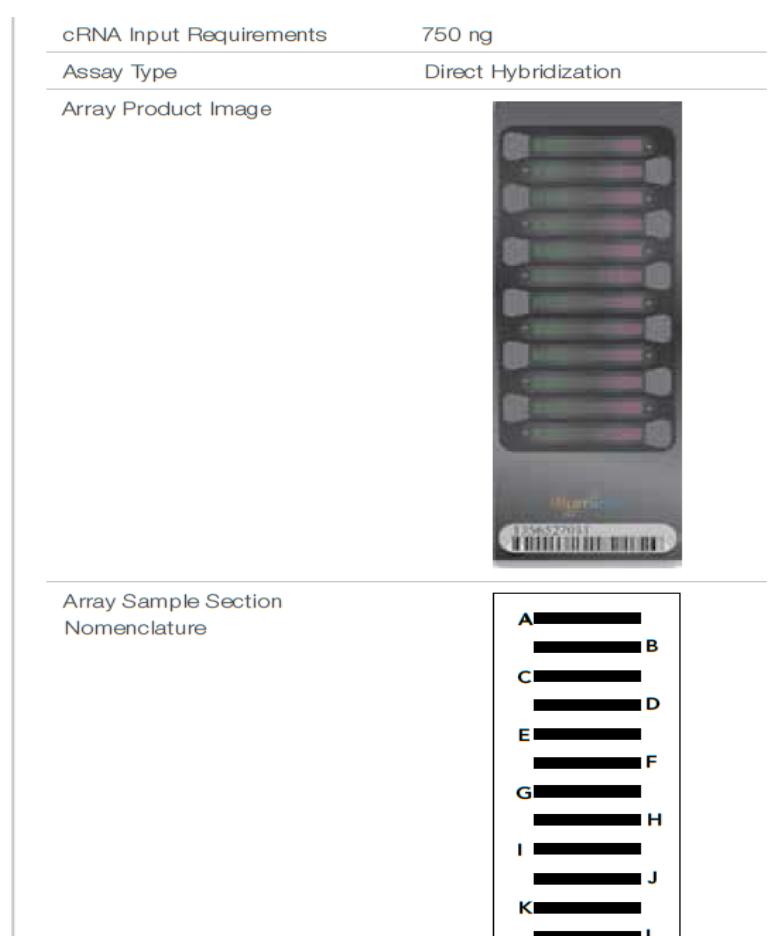 cRNA Input Requirements 750 ng
Assay Type Direct Hybridization
Array Product Image
Array Sample Section
Nomenclature
A
B
C
D
E
F
G
H
I
J
K
L